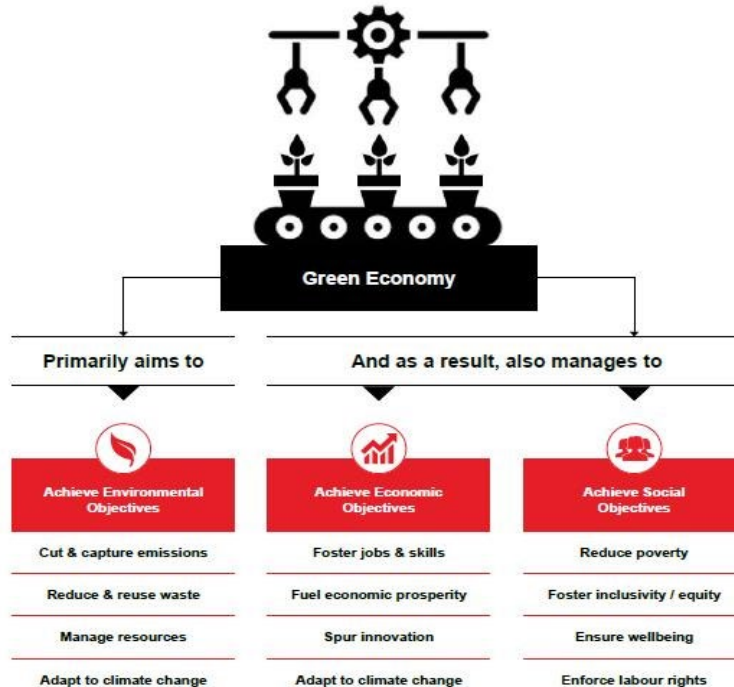 Green Economy
Primarily aims to
And as a result, also manages to
Achieve Environmental
Objectives
Cut & capture emissions
Reduce & reuse waste
Manage resources
Adapt to climate change
Achieve Economic
Objectives
Foster jobs & skills
Fuel economic prosperity
Spur innovation
Adapt to climate change
Achieve Social
Objectives
Reduce poverty
Foster inclusivity / equity
Ensure wellbeing
Enforce labour rights